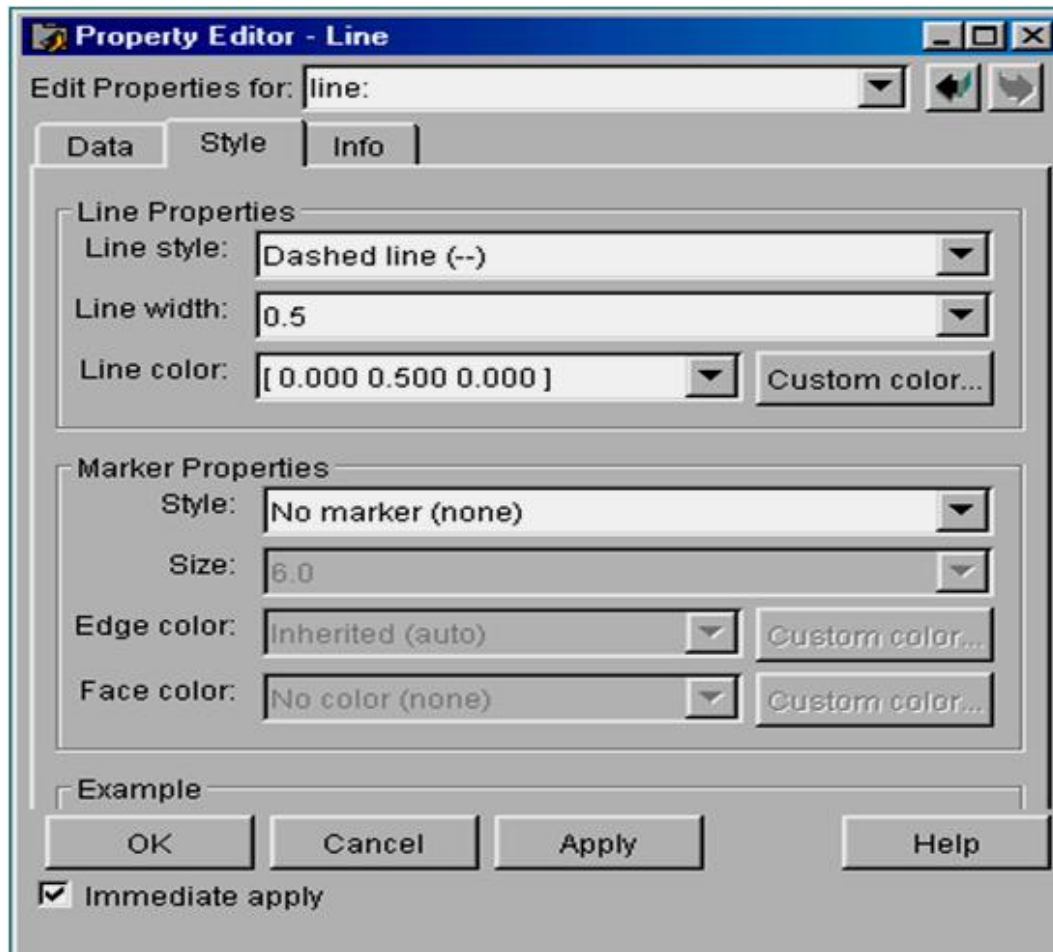 Property Editor - Line
Edit Properties for: line:
Data Style Info
Line Properties
Line style: Dashed line (--)
Line width: 0.5
Line color: [ 0.000 0.500 0.000 ] Custom color...
Marker Properties
Style: No marker (none)
Size: 6.0
Edge color: Inherited (auto) Custom color...
Face color: No color (none) Custom color...
Example
OK Cancel Apply Help
Immediate apply